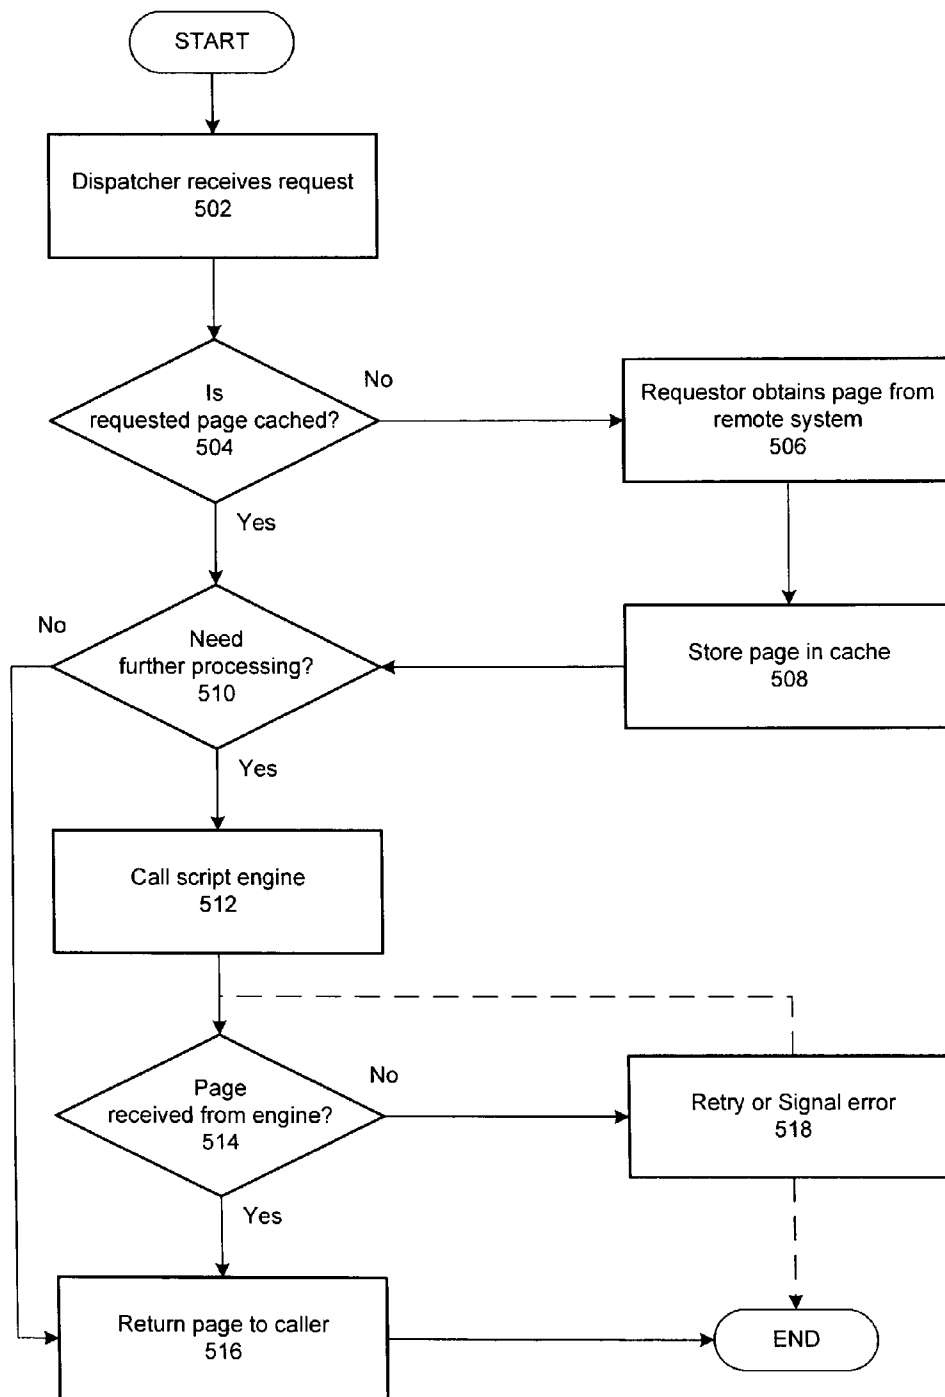 START
Dispatcher receives request
502
Is
requested page cached?
504
No
Requestor obtains page from
remote system
506
Yes
No
Need
further processing?
510
Store page in cache
508
Yes
Call script engine
512
Page
received from engine?
514
No
Retry or Signal error
518
Yes
Return page to caller
516
END